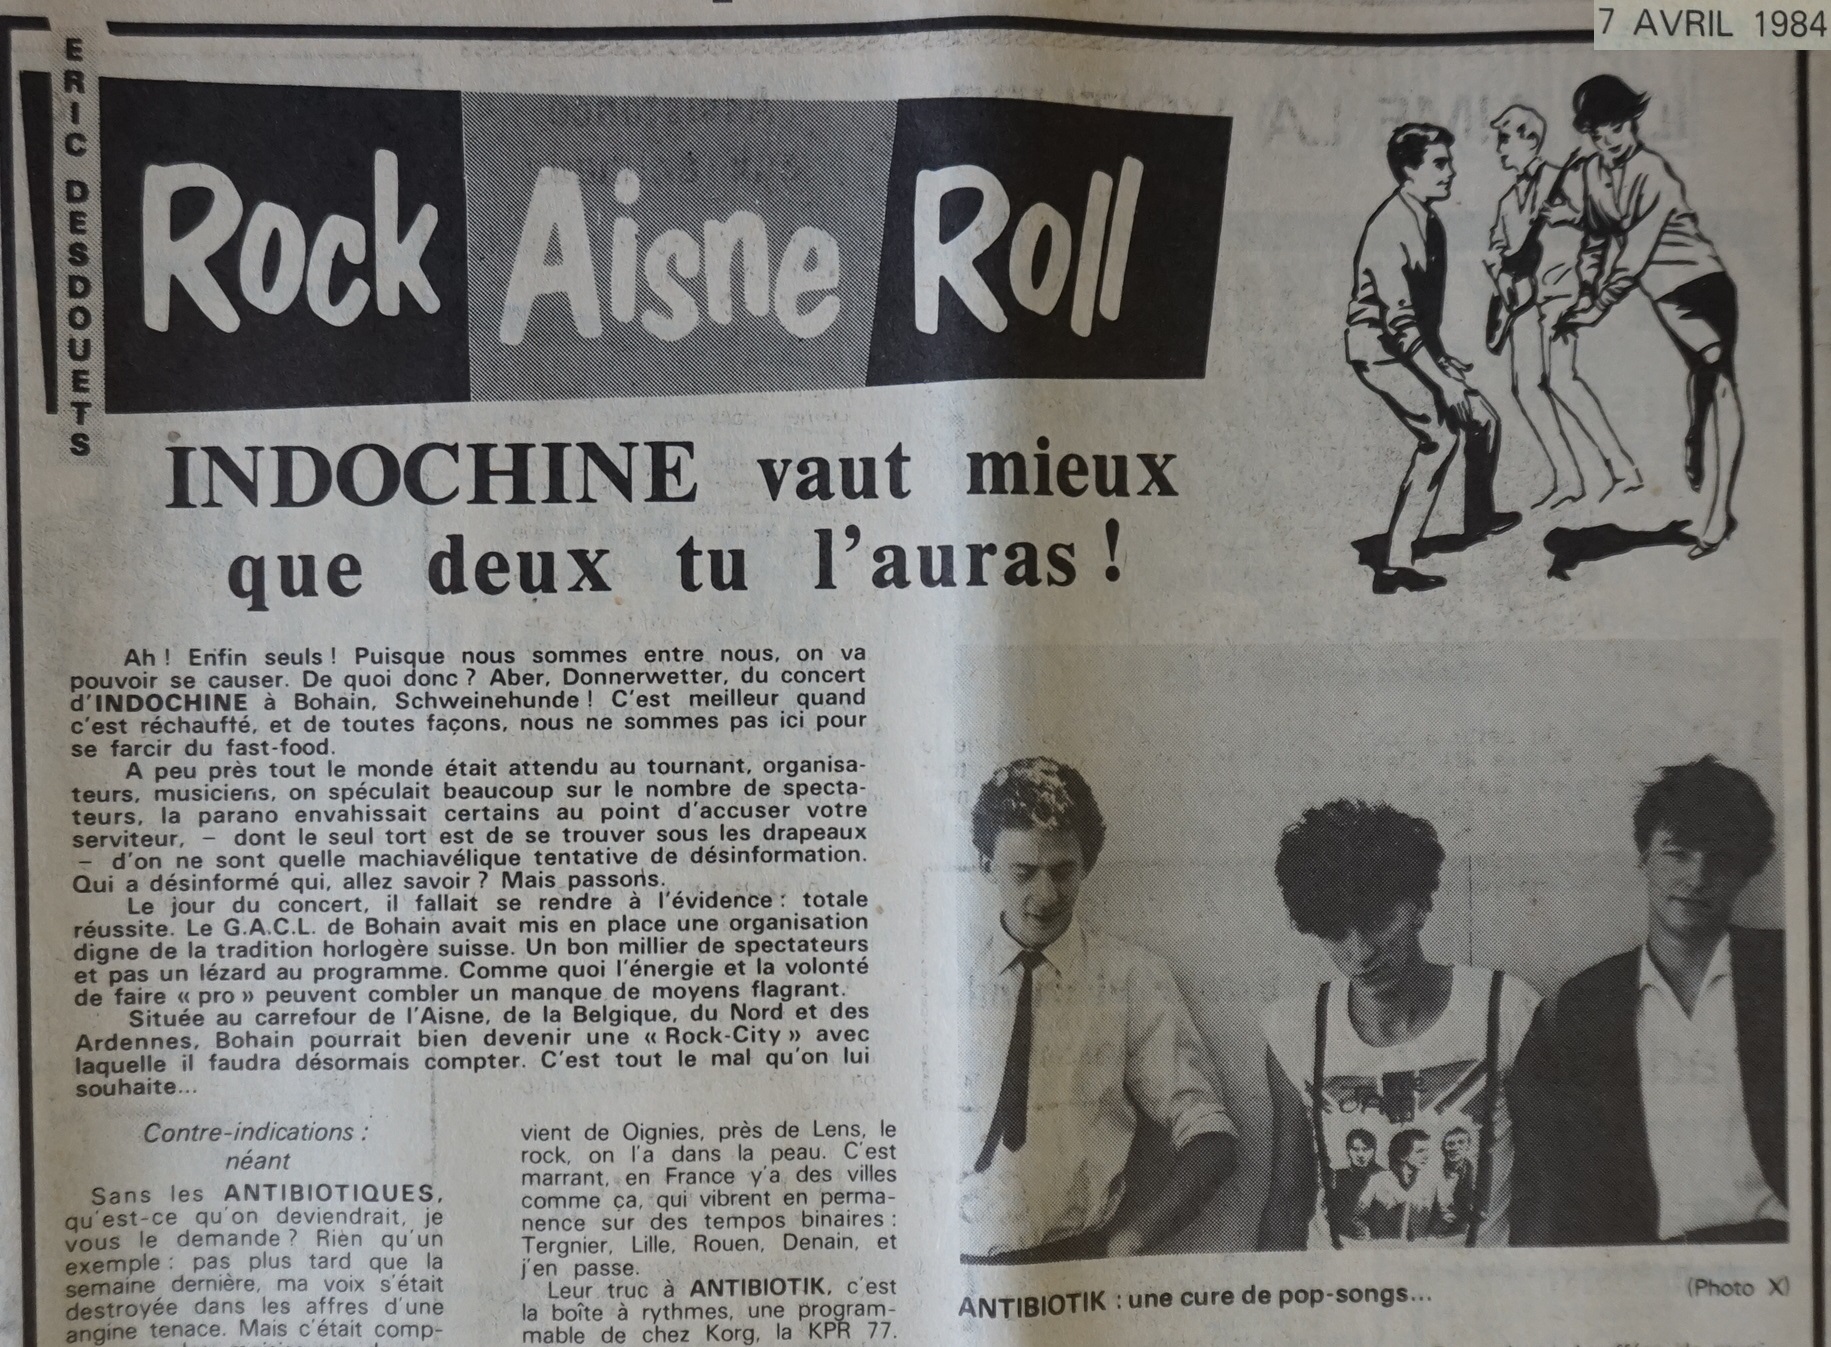 7 AVRIL 1984
ERIC DESDOUETS
Rock Aisne Roll
INDOCHINE vaut mieux
que deux tu l'auras !
Ah ! Enfin seuls ! Puisque nous sommes entre nous, on va
pouvoir se causer. De quoi donc ? Aber, Donnerwetter, du concert
d'INDOCHINE à Bohain, Schweinehunde ! C'est meilleur quand
c'est réchauffé, et de toutes façons, nous ne sommes pas ici pour
se farcir du fast-food.
A peu près tout le monde était attendu au tournant, organisa-
teurs, musiciens, on spéculait beaucoup sur le nombre de specta-
teurs, la parano envahissait certains au point d'accuser votre
serviteur, – dont le seul tort est de se trouver sous les drapeaux
– d'on ne sont quelle machiavélique tentative de désinformation.
Qui a désinformé qui, allez savoir ? Mais passons.
Le jour du concert, il fallait se rendre à l'évidence : totale
réussite. Le G.A.C.L. de Bohain avait mis en place une organisation
digne de la tradition horlogère suisse. Un bon millier de spectateurs
et pas un lézard au programme. Comme quoi l'énergie et la volonté
de faire « pro » peuvent combler un manque de moyens flagrant.
Située au carrefour de l'Aisne, de la Belgique, du Nord et des
Ardennes, Bohain pourrait bien devenir une « Rock-City » avec
laquelle il faudra désormais compter. C'est tout le mal qu'on lui
souhaite...
Contre-indications :
néant
Sans les ANTIBIOTIQUES,
qu'est-ce qu'on deviendrait, je
vous le demande ? Rien qu'un
exemple : pas plus tard que la
semaine dernière, ma voix s'était
destroyée dans les affres d'une
angine tenace. Mais c'était comp-
vient de Oignies, près de Lens, le
rock, on l'a dans la peau. C'est
marrant, en France y'a des villes
comme ça, qui vibrent en perma-
nence sur des tempos binaires :
Tergnier, Lille, Rouen, Denain, et
j'en passe.
Leur truc à ANTIBIOTIK, c'est
la boîte à rythmes, une program-
mable de chez Korg, la KPR 77.
ANTIBIOTIK : une cure de pop-songs...
(Photo X)